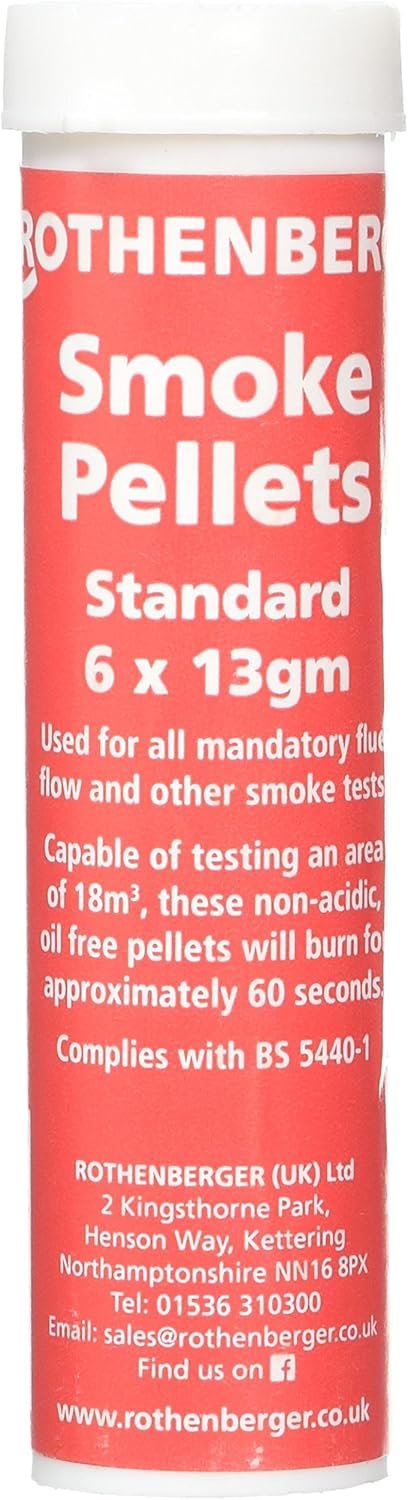 ROTHENBERG
Smoke
Pellets
Standard
6 x 13gm
Used for all mandatory flue
flow and other smoke tests
Capable of testing an area
of 18m³, these non-acidic,
oil free pellets will burn for
approximately 60 seconds.
Complies with BS 5440-1
ROTHENBERGER (UK) Ltd
2 Kingsthorne Park,
Henson Way, Kettering
Northamptonshire NN16 8PX
Tel: 01536 310300
Email: sales@rothenberger.co.uk
Find us on f
www.rothenberger.co.uk